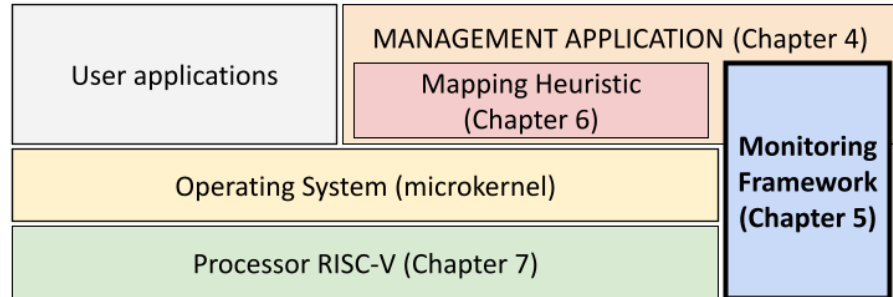 User applications
MANAGEMENT APPLICATION (Chapter 4)
Mapping Heuristic
(Chapter 6)
Monitoring
Framework
(Chapter 5)
Operating System (microkernel)
Processor RISC-V (Chapter 7)